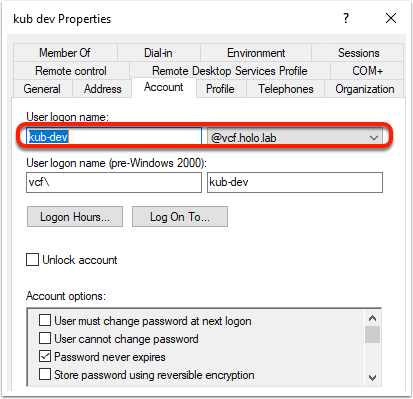 kub dev Properties ? ×
Member Of Dial-in Environment Sessions
Remote control Remote Desktop Services Profile COM+
General Address Account Profile Telephones Organization
User logon name:
kub-dev @vcf.holo.lab
User logon name (pre-Windows 2000):
vcf\ kub-dev
Logon Hours... Log On To...
Unlock account
Account options:
User must change password at next logon
User cannot change password
Password never expires
Store password using reversible encryption